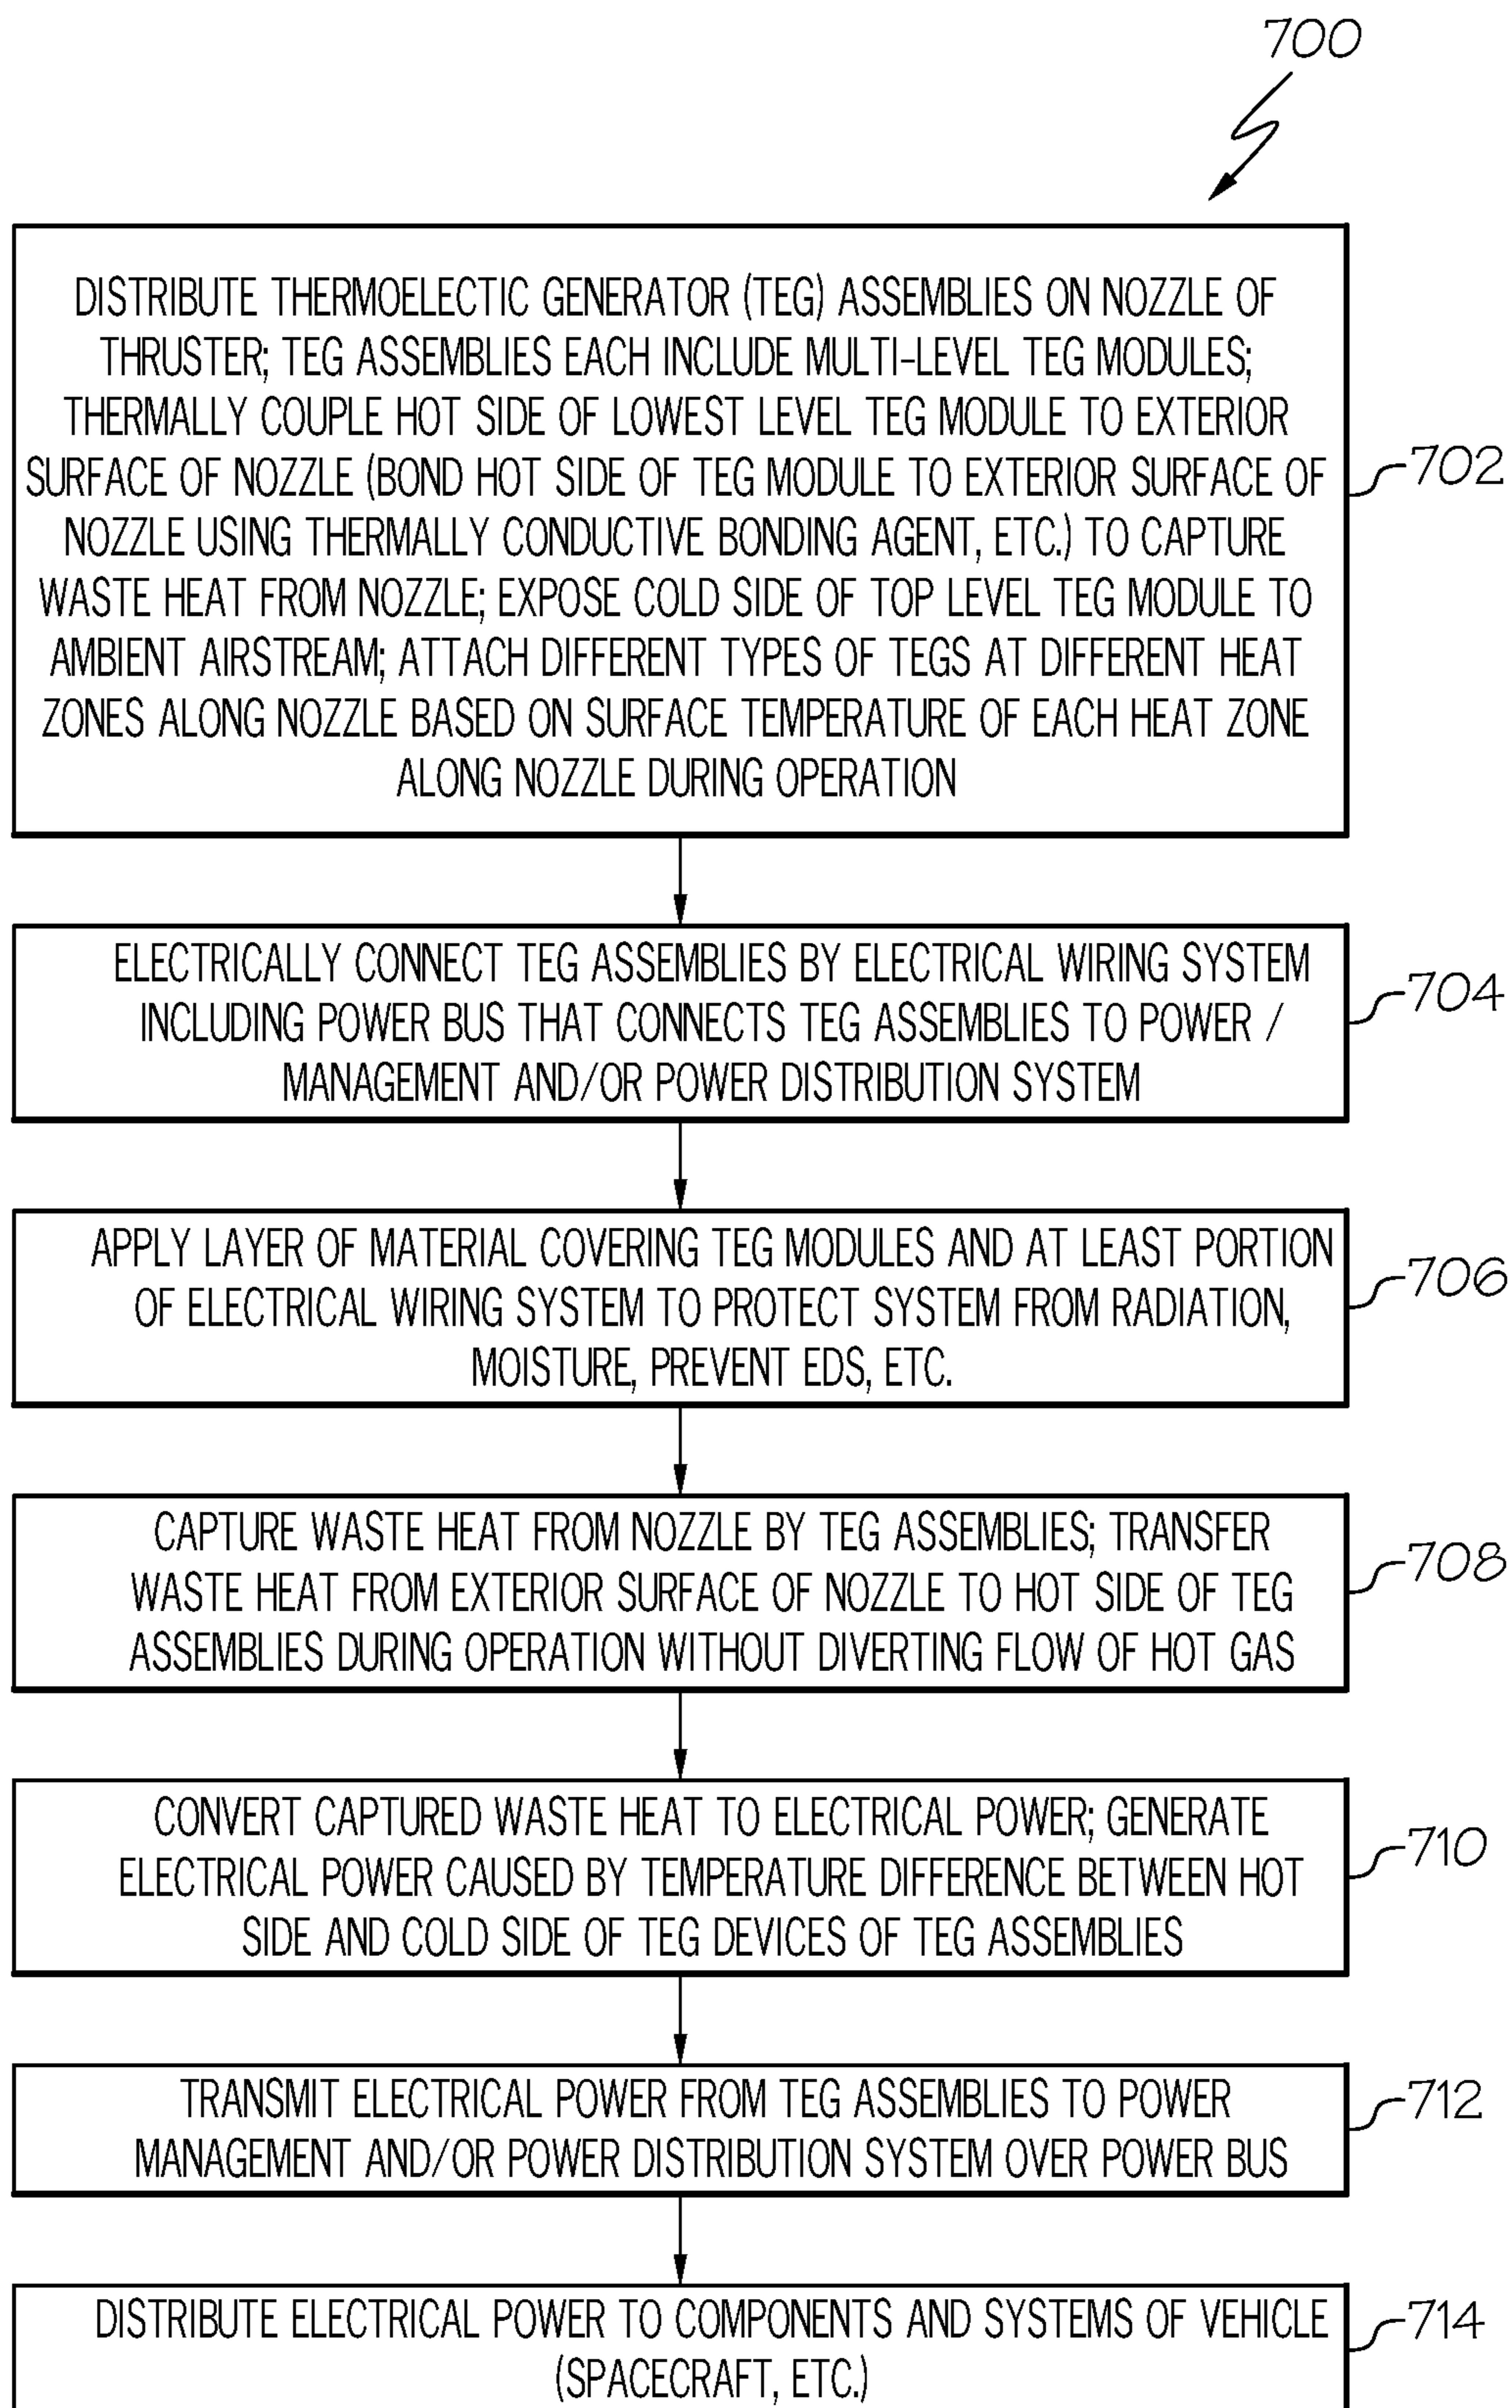 700
DISTRIBUTE THERMOELECTIC GENERATOR (TEG) ASSEMBLIES ON NOZZLE OF
THRUSTER; TEG ASSEMBLIES EACH INCLUDE MULTI-LEVEL TEG MODULES;
THERMALLY COUPLE HOT SIDE OF LOWEST LEVEL TEG MODULE TO EXTERIOR
SURFACE OF NOZZLE (BOND HOT SIDE OF TEG MODULE TO EXTERIOR SURFACE OF
NOZZLE USING THERMALLY CONDUCTIVE BONDING AGENT, ETC.) TO CAPTURE
WASTE HEAT FROM NOZZLE; EXPOSE COLD SIDE OF TOP LEVEL TEG MODULE TO
AMBIENT AIRSTREAM; ATTACH DIFFERENT TYPES OF TEGS AT DIFFERENT HEAT
ZONES ALONG NOZZLE BASED ON SURFACE TEMPERATURE OF EACH HEAT ZONE
ALONG NOZZLE DURING OPERATION
702
ELECTRICALLY CONNECT TEG ASSEMBLIES BY ELECTRICAL WIRING SYSTEM
INCLUDING POWER BUS THAT CONNECTS TEG ASSEMBLIES TO POWER /
MANAGEMENT AND/OR POWER DISTRIBUTION SYSTEM
704
APPLY LAYER OF MATERIAL COVERING TEG MODULES AND AT LEAST PORTION
OF ELECTRICAL WIRING SYSTEM TO PROTECT SYSTEM FROM RADIATION,
MOISTURE, PREVENT EDS, ETC.
706
CAPTURE WASTE HEAT FROM NOZZLE BY TEG ASSEMBLIES; TRANSFER
WASTE HEAT FROM EXTERIOR SURFACE OF NOZZLE TO HOT SIDE OF TEG
ASSEMBLIES DURING OPERATION WITHOUT DIVERTING FLOW OF HOT GAS
708
CONVERT CAPTURED WASTE HEAT TO ELECTRICAL POWER; GENERATE
ELECTRICAL POWER CAUSED BY TEMPERATURE DIFFERENCE BETWEEN HOT
SIDE AND COLD SIDE OF TEG DEVICES OF TEG ASSEMBLIES
710
TRANSMIT ELECTRICAL POWER FROM TEG ASSEMBLIES TO POWER
MANAGEMENT AND/OR POWER DISTRIBUTION SYSTEM OVER POWER BUS
712
DISTRIBUTE ELECTRICAL POWER TO COMPONENTS AND SYSTEMS OF VEHICLE
(SPACECRAFT, ETC.)
714